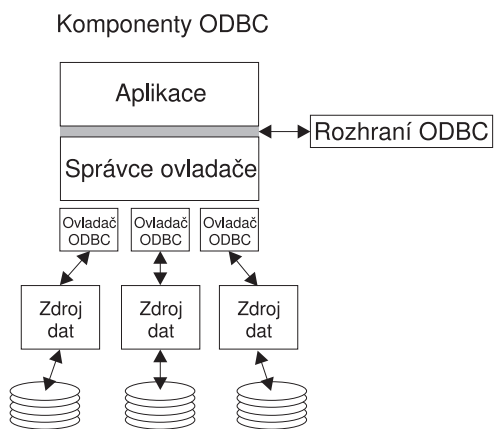 Komponenty ODBC
Aplikace
Rozhraní ODBC
Správce ovladače
Ovladač
ODBC
Ovladač
ODBC
Ovladač
ODBC
Zdroj
dat
Zdroj
dat
Zdroj
dat